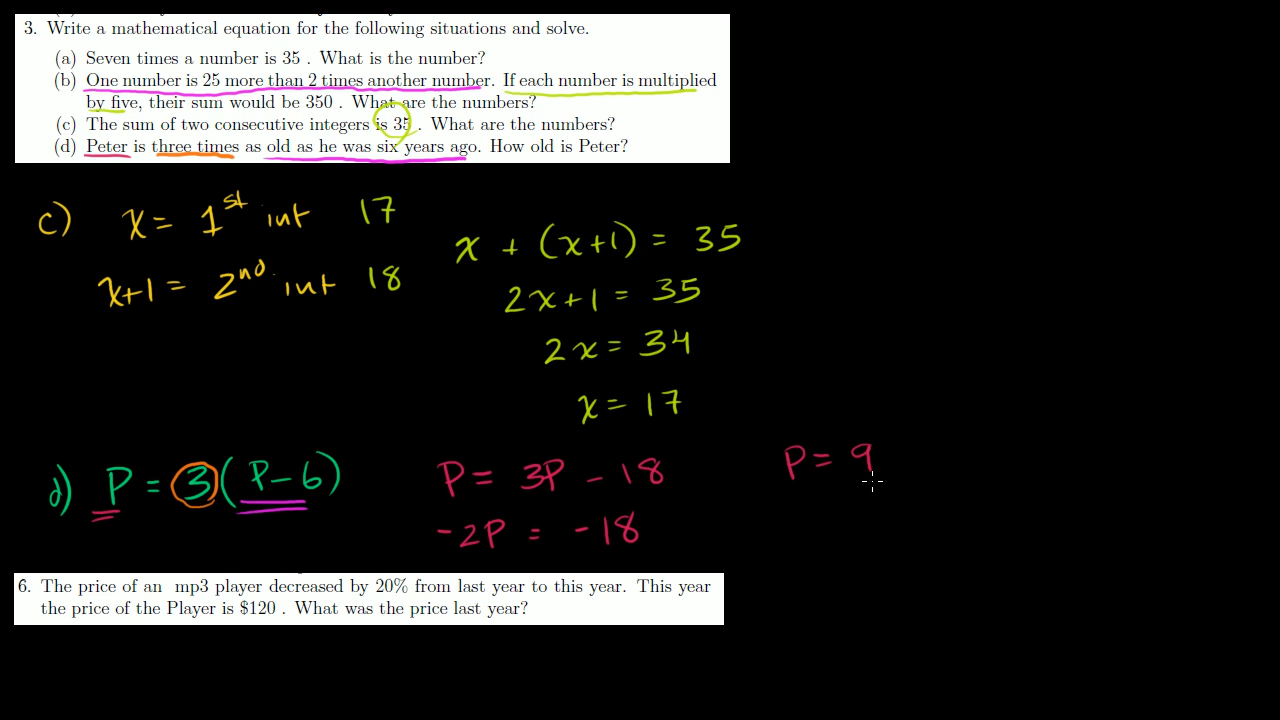 3. Write a mathematical equation for the following situations and solve.
(a) Seven times a number is 35 . What is the number?
(b) One number is 25 more than 2 times another number. If each number is multiplied
by five, their sum would be 350 . What are the numbers?
(c) The sum of two consecutive integers is 35 . What are the numbers?
(d) Peter is three times as old as he was six years ago. How old is Peter?
c) x = 1st int 17
x+1 = 2nd int 18
x + (x+1) = 35
2x+1 = 35
2x = 34
x = 17
d) P = 3(P-6)
P = 3P - 18
-2P = -18
P = 9
6. The price of an mp3 player decreased by 20% from last year to this year. This year
the price of the Player is $120 . What was the price last year?